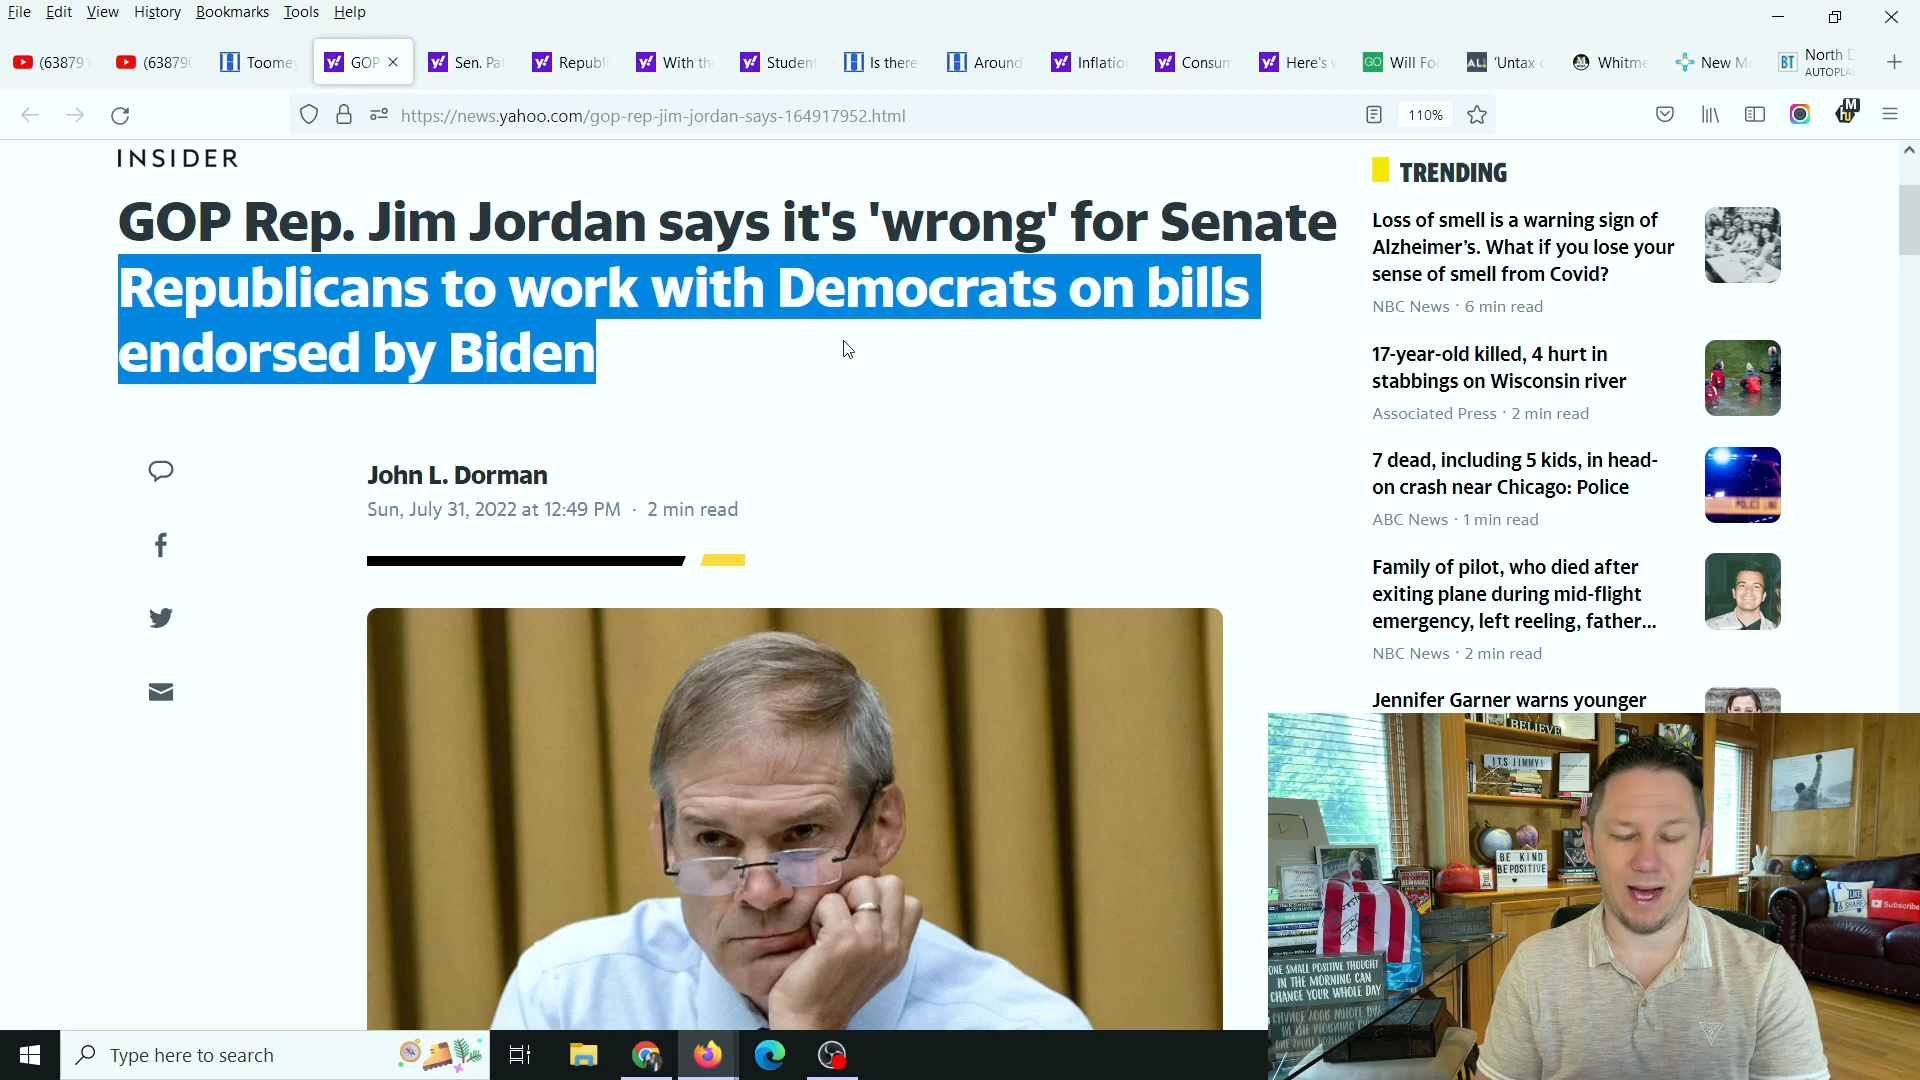 File Edit View History Bookmarks Tools Help
(638791
(638790
Toome
GOP
Sen. Pa
Republ
With th
Student
Is there
Around
Inflatio
Consum
Here's
Will Fo
'Untax
Whitme
New M
North D
AUTOPLA
https://news.yahoo.com/gop-rep-jim-jordan-says-164917952.html
110%
M
INSIDER
GOP Rep. Jim Jordan says it's 'wrong' for Senate
Republicans to work with Democrats on bills
endorsed by Biden
John L. Dorman
Sun, July 31, 2022 at 12:49 PM · 2 min read
TRENDING
Loss of smell is a warning sign of
Alzheimer's. What if you lose your
sense of smell from Covid?
NBC News · 6 min read
17-year-old killed, 4 hurt in
stabbings on Wisconsin river
Associated Press · 2 min read
7 dead, including 5 kids, in head-
on crash near Chicago: Police
ABC News · 1 min read
Family of pilot, who died after
exiting plane during mid-flight
emergency, left reeling, father...
NBC News · 2 min read
Jennifer Garner warns younger
BELIEVE
ITS JIMMY!
BE KIND
BE POSITIVE
LIKE
& SHARE
Subscribe
ONE SMALL POSITIVE THOUGHT
IN THE MORNING CAN
CHANGE YOUR WHOLE DAY
Type here to search